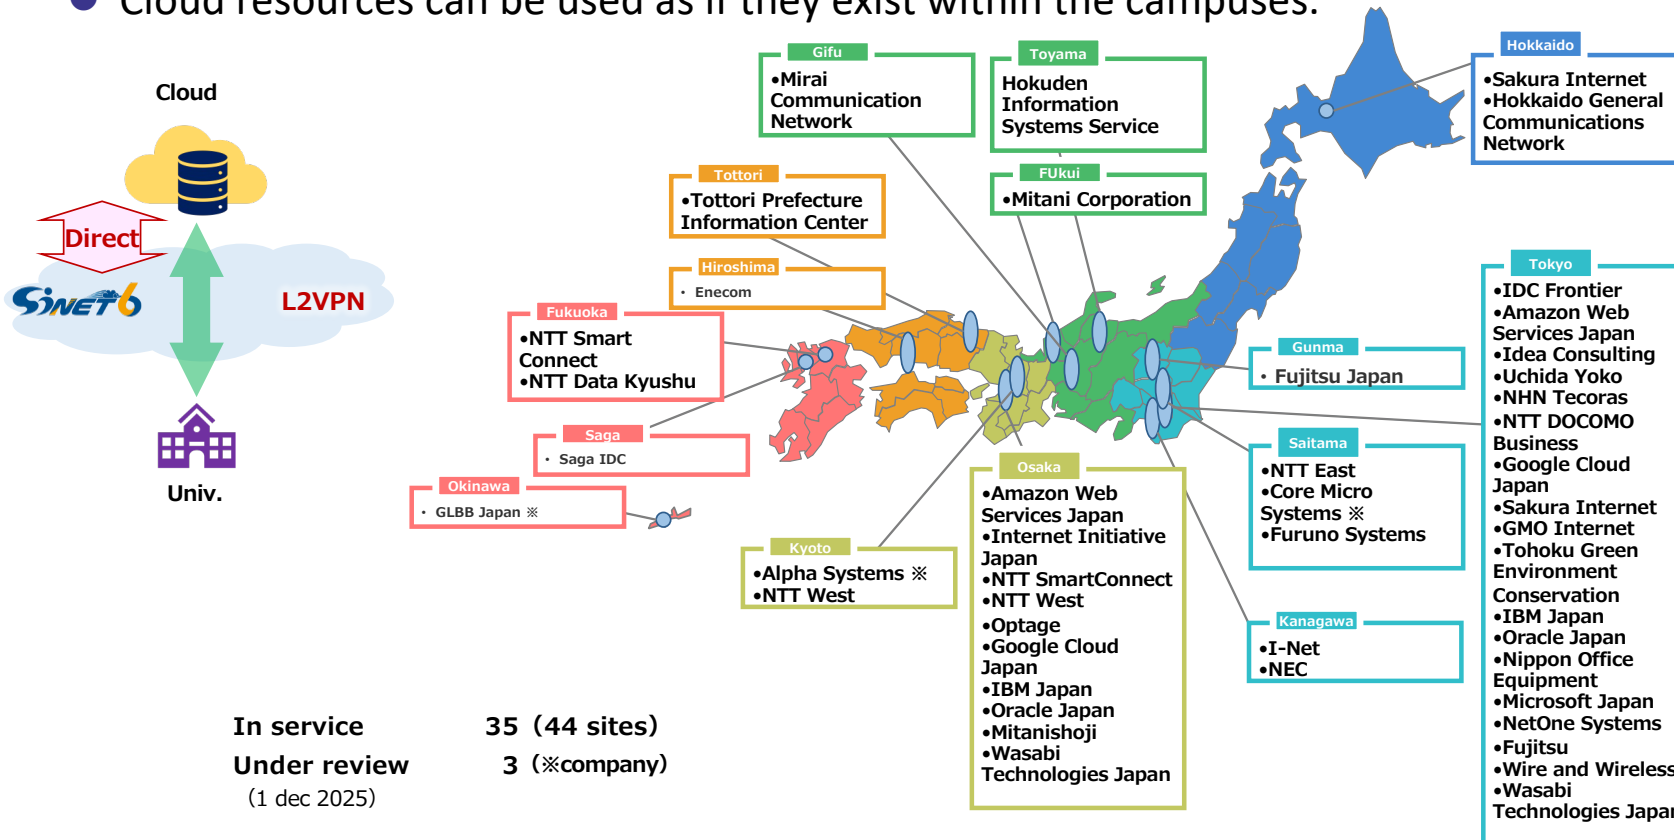 ● Cloud resources can be used as if they exist within the campuses.
Cloud
Direct
SINET6
L2VPN
Univ.
Gifu
•Mirai
Communication
Network
Toyama
Hokuden
Information
Systems Service
FUkui
•Mitani Corporation
Hokkaido
•Sakura Internet
•Hokkaido General
Communications
Network
Tottori
•Tottori Prefecture
Information Center
Hiroshima
・ Enecom
Fukuoka
•NTT Smart
Connect
•NTT Data Kyushu
Saga
・ Saga IDC
Okinawa
・ GLBB Japan ※
Kyoto
•Alpha Systems ※
•NTT West
Osaka
•Amazon Web
Services Japan
•Internet Initiative
Japan
•NTT SmartConnect
•NTT West
•Optage
•Google Cloud
Japan
•IBM Japan
•Oracle Japan
•Mitanishoji
•Wasabi
Technologies Japan
Gunma
・ Fujitsu Japan
Saitama
•NTT East
•Core Micro
Systems ※
•Furuno Systems
Kanagawa
•I-Net
•NEC
Tokyo
•IDC Frontier
•Amazon Web
Services Japan
•Idea Consulting
•Uchida Yoko
•NHN Tecoras
•NTT DOCOMO
Business
•Google Cloud
Japan
•Sakura Internet
•GMO Internet
•Tohoku Green
Environment
Conservation
•IBM Japan
•Oracle Japan
•Nippon Office
Equipment
•Microsoft Japan
•NetOne Systems
•Fujitsu
•Wire and Wireless
•Wasabi
Technologies Japan
In service 35（44 sites）
Under review 3（※company）
（1 dec 2025）